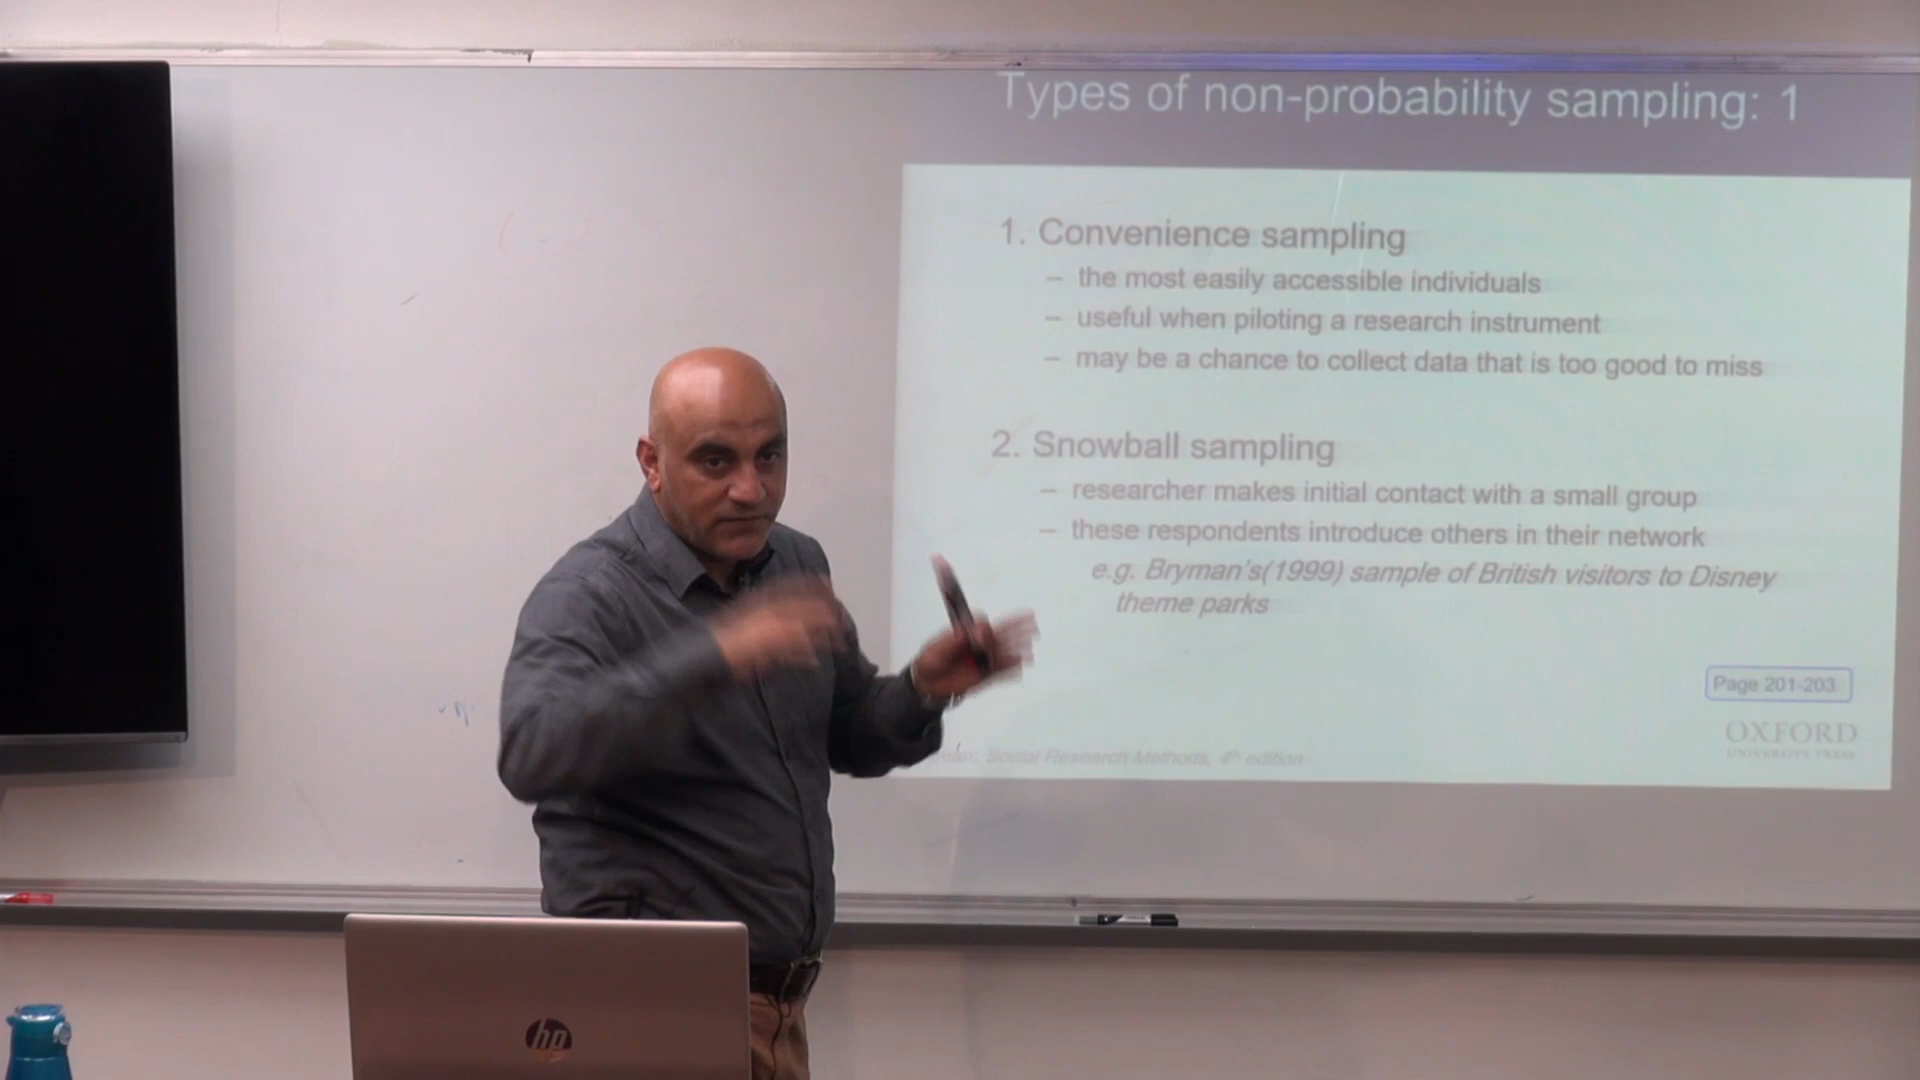 Types of non-probability sampling: 1
1. Convenience sampling
– the most easily accessible individuals
– useful when piloting a research instrument
– may be a chance to collect data that is too good to miss
2. Snowball sampling
– researcher makes initial contact with a small group
– these respondents introduce others in their network
e.g. Bryman's(1999) sample of British visitors to Disney
theme parks
Page 201-203
OXFORD
UNIVERSITY PRESS
Social Research Methods, 4th edition
hp